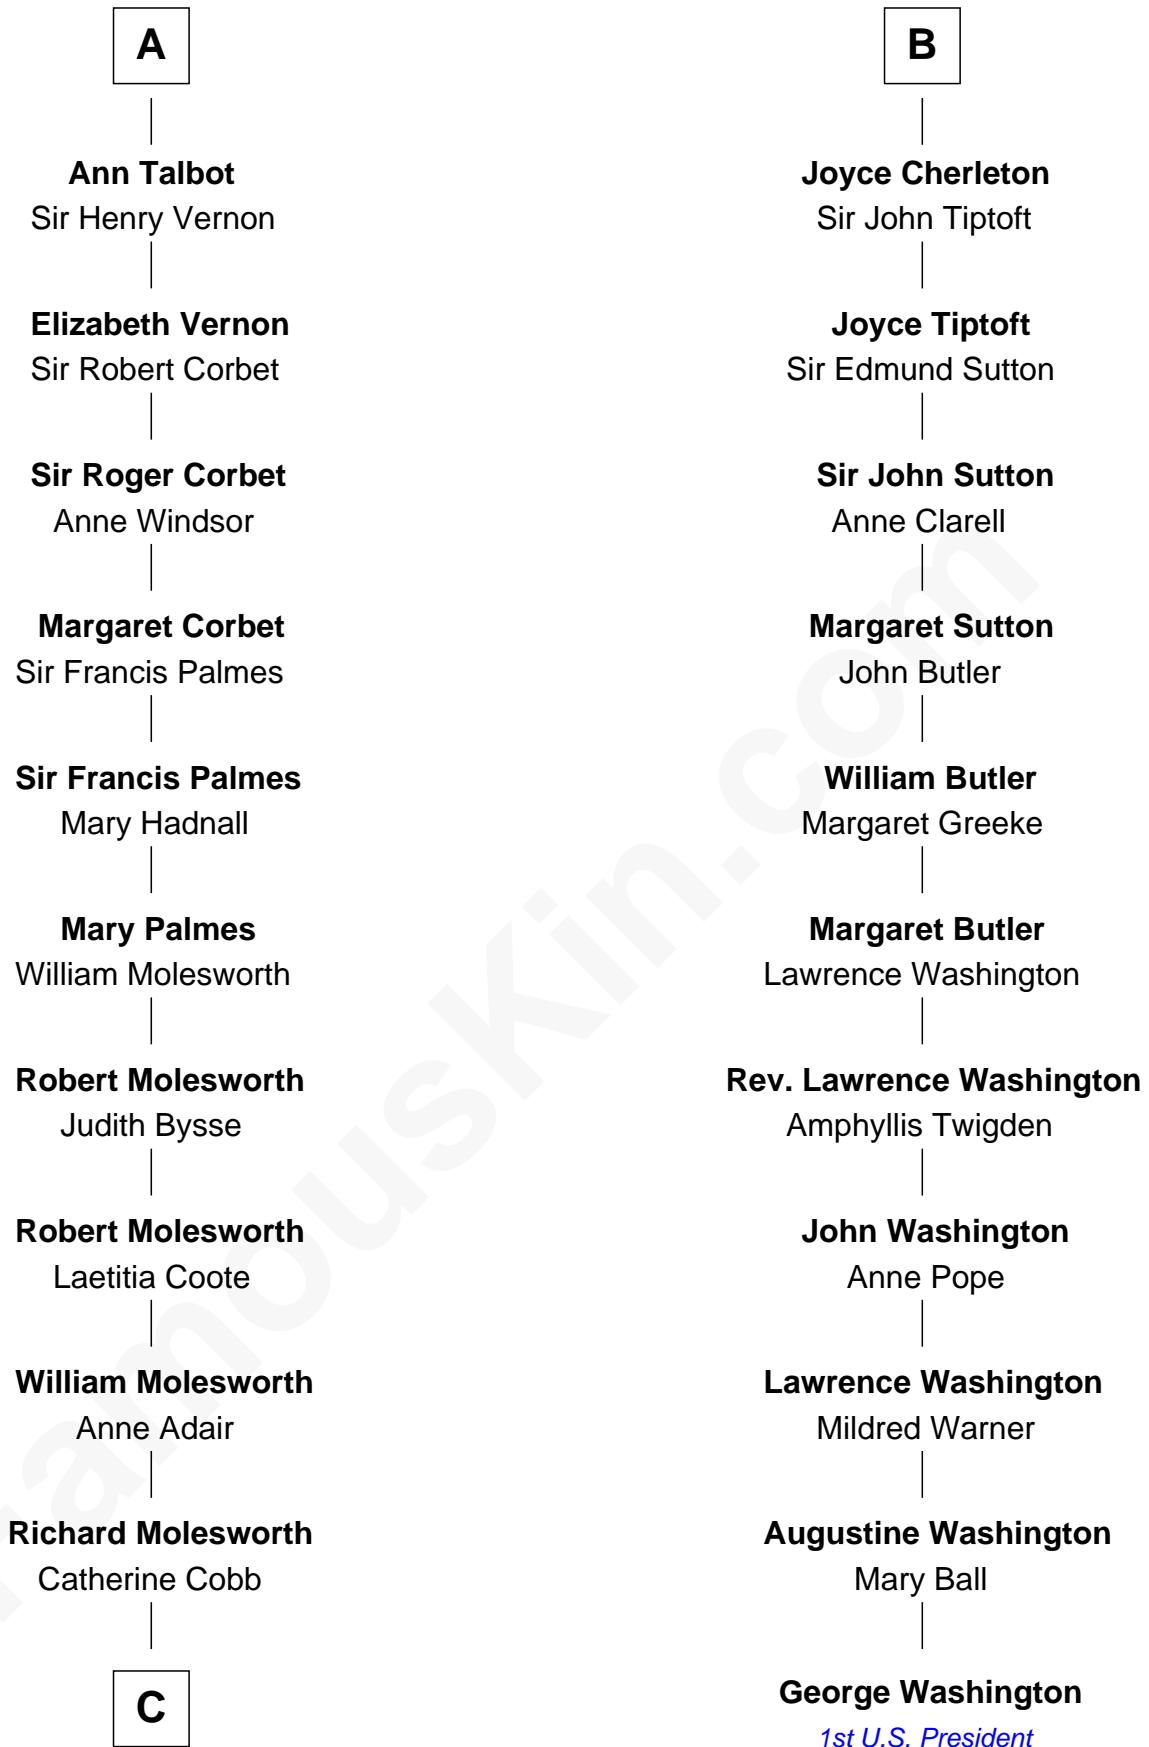 A
Ann Talbot
Sir Henry Vernon
Elizabeth Vernon
Sir Robert Corbet
Sir Roger Corbet
Anne Windsor
Margaret Corbet
Sir Francis Palmes
Sir Francis Palmes
Mary Hadnall
Mary Palmes
William Molesworth
Robert Molesworth
Judith Bysse
Robert Molesworth
Laetitia Coote
William Molesworth
Anne Adair
Richard Molesworth
Catherine Cobb
C
B
Joyce Cherleton
Sir John Tiptoft
Joyce Tiptoft
Sir Edmund Sutton
Sir John Sutton
Anne Clarell
Margaret Sutton
John Butler
William Butler
Margaret Greeke
Margaret Butler
Lawrence Washington
Rev. Lawrence Washington
Amphyllis Twigden
John Washington
Anne Pope
Lawrence Washington
Mildred Warner
Augustine Washington
Mary Ball
George Washington
1st U.S. President
FamousKin.com